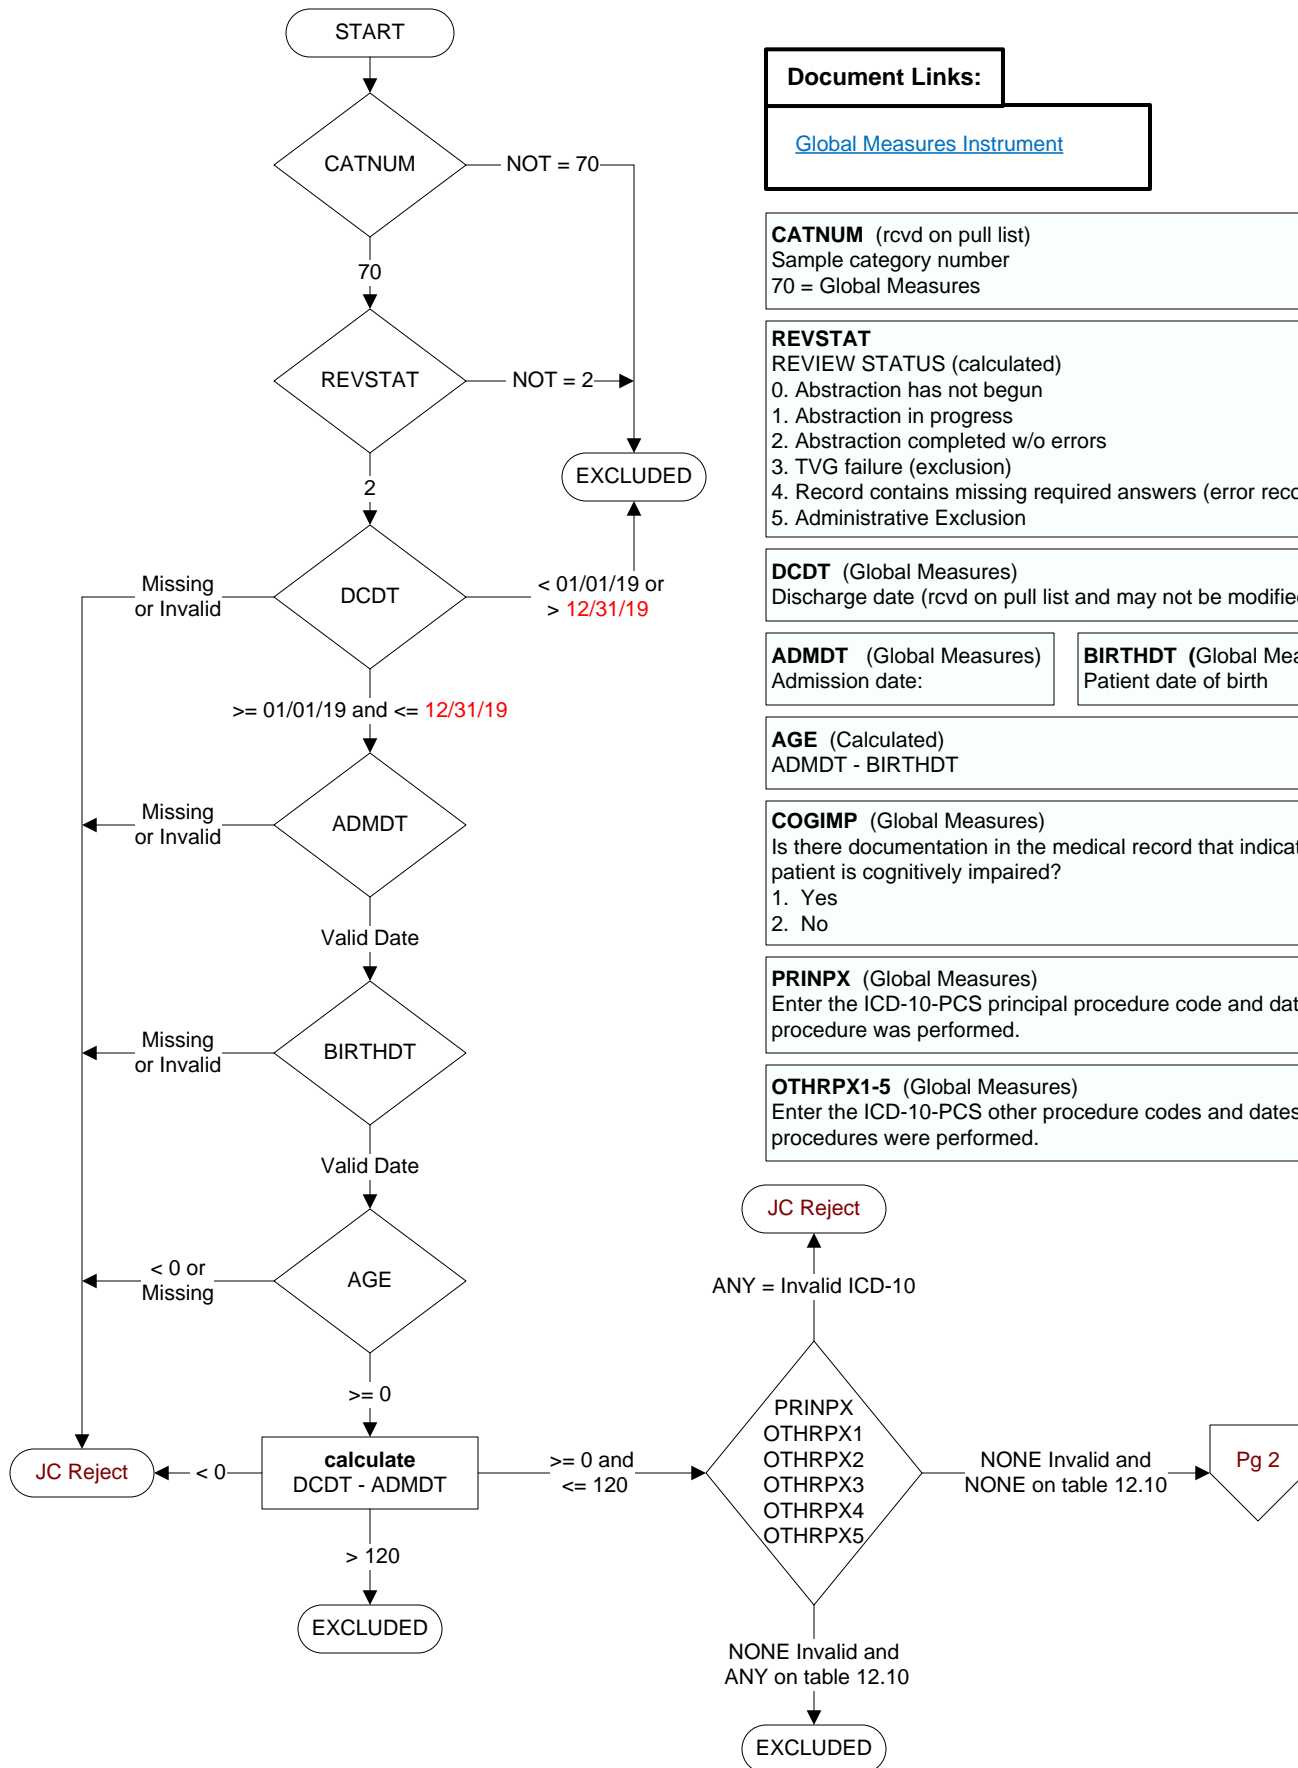 START
CATNUM
NOT = 70
70
REVSTAT
NOT = 2
2
EXCLUDED
DCDT
Missing
or Invalid
< 01/01/19 or
> 12/31/19
>= 01/01/19 and <= 12/31/19
ADMDT
Missing
or Invalid
Valid Date
BIRTHDT
Missing
or Invalid
Valid Date
AGE
< 0 or
Missing
>= 0
calculate
DCDT - ADMDT
< 0
JC Reject
> 120
EXCLUDED
>= 0 and
<= 120
PRINPX
OTHRPX1
OTHRPX2
OTHRPX3
OTHRPX4
OTHRPX5
ANY = Invalid ICD-10
JC Reject
NONE Invalid and
NONE on table 12.10
Pg 2
NONE Invalid and
ANY on table 12.10
EXCLUDED
Document Links:
Global Measures Instrument
CATNUM (rcvd on pull list)
Sample category number
70 = Global Measures
REVSTAT
REVIEW STATUS (calculated)
0. Abstraction has not begun
1. Abstraction in progress
2. Abstraction completed w/o errors
3. TVG failure (exclusion)
4. Record contains missing required answers (error reco
5. Administrative Exclusion
DCDT (Global Measures)
Discharge date (rcvd on pull list and may not be modifie
ADMDT (Global Measures)
Admission date:
BIRTHDT (Global Mea
Patient date of birth
AGE (Calculated)
ADMDT - BIRTHDT
COGIMP (Global Measures)
Is there documentation in the medical record that indicat
patient is cognitively impaired?
1. Yes
2. No
PRINPX (Global Measures)
Enter the ICD-10-PCS principal procedure code and dat
procedure was performed.
OTHRPX1-5 (Global Measures)
Enter the ICD-10-PCS other procedure codes and dates
procedures were performed.